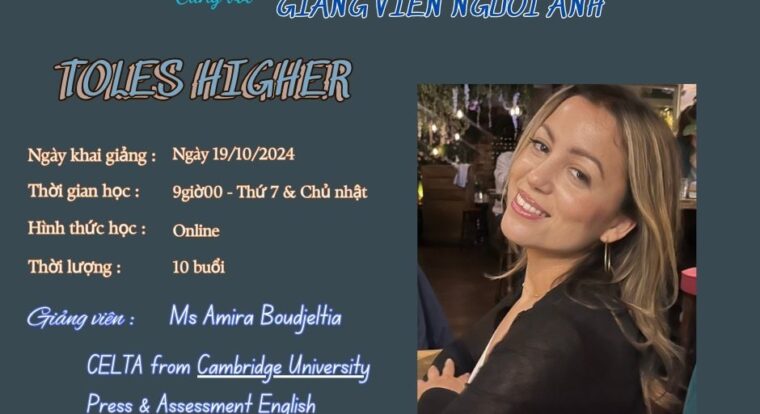 Cùng với
GIẢNG VIÊN NGƯỜI ANH
TOLES HIGHER
Ngày khai giảng : Ngày 19/10/2024
Thời gian học : 9giờ00 - Thứ 7 & Chủ nhật
Hình thức học : Online
Thời lượng : 10 buổi
Giảng viên : Ms Amira Boudjeltia
CELTA from Cambridge University
Press & Assessment English